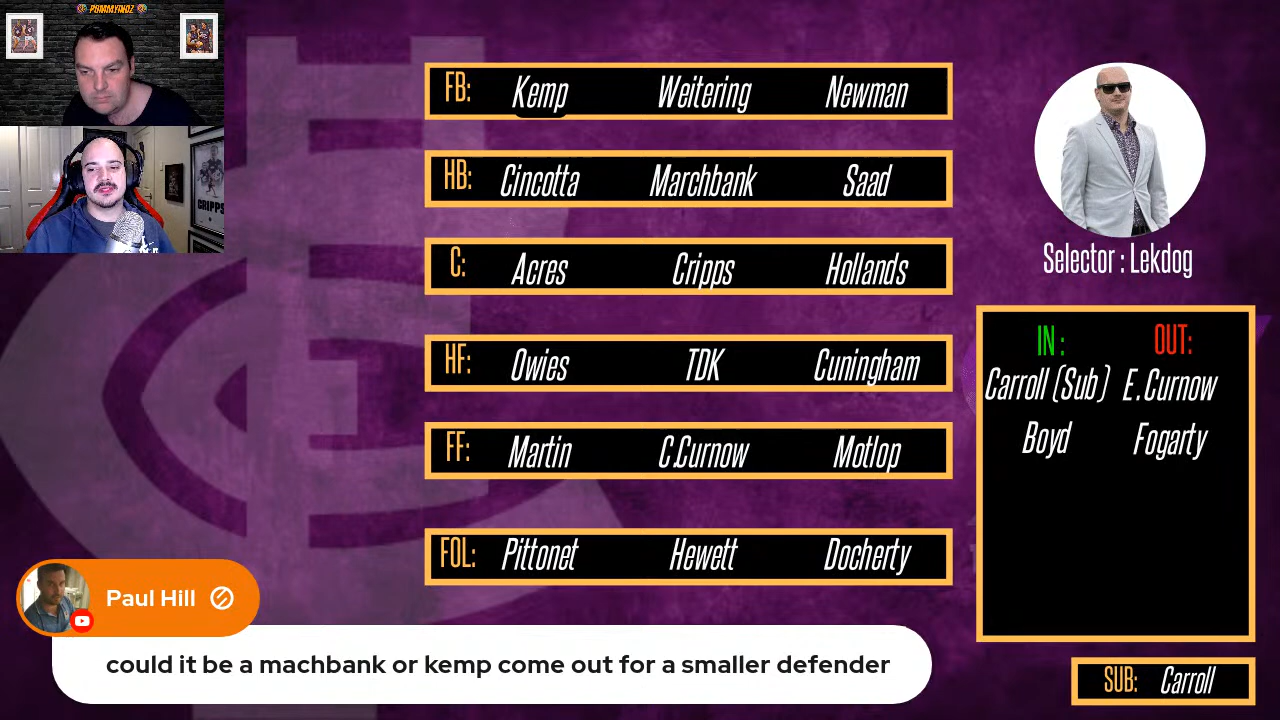 PommyInOz
FB: Kemp Weitering Newman
HB: Cincotta Marchbank Saad
C: Acres Cripps Hollands
HF: Owies TDK Cuningham
FF: Martin C.Curnow Motlop
FOL: Pittonet Hewett Docherty
Selector : Lekdog
IN : OUT:
Carroll (Sub) E.Curnow
Boyd Fogarty
SUB: Carroll
CRIPPS
Paul Hill
could it be a machbank or kemp come out for a smaller defender